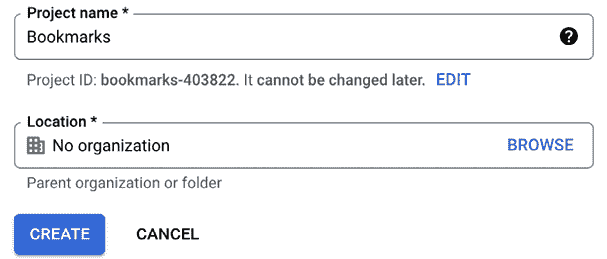 Project name *
Bookmarks
Project ID: bookmarks-403822. It cannot be changed later. EDIT
Location *
No organization BROWSE
Parent organization or folder
CREATE CANCEL